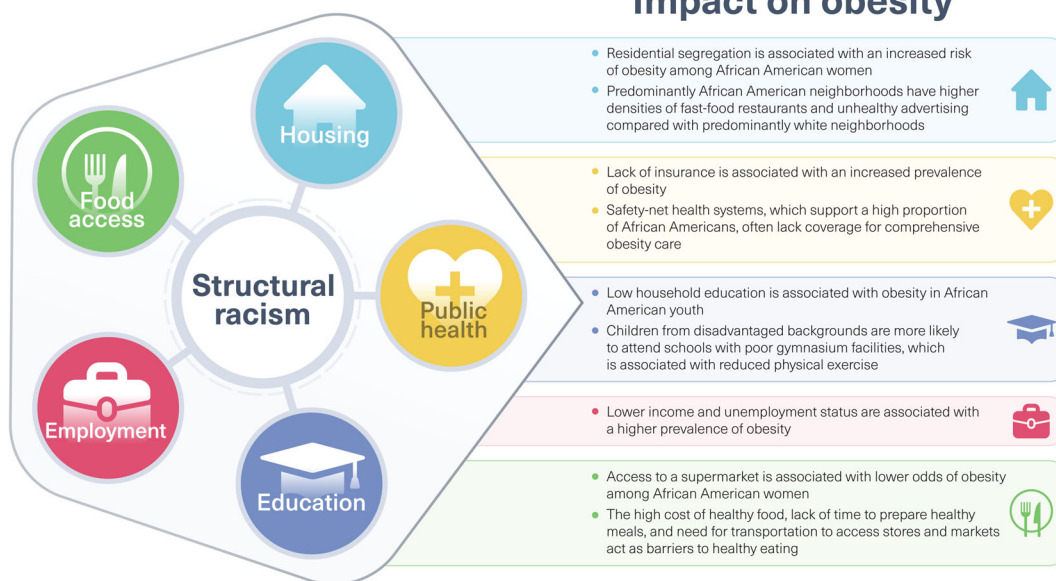 Impact on obesity
Housing
Food
access
Structural
racism
Public
health
Employment
Education
• Residential segregation is associated with an increased risk
of obesity among African American women
• Predominantly African American neighborhoods have higher
densities of fast-food restaurants and unhealthy advertising
compared with predominantly white neighborhoods
• Lack of insurance is associated with an increased prevalence
of obesity
• Safety-net health systems, which support a high proportion
of African Americans, often lack coverage for comprehensive
obesity care
• Low household education is associated with obesity in African
American youth
• Children from disadvantaged backgrounds are more likely
to attend schools with poor gymnasium facilities, which
is associated with reduced physical exercise
• Lower income and unemployment status are associated with
a higher prevalence of obesity
• Access to a supermarket is associated with lower odds of obesity
among African American women
• The high cost of healthy food, lack of time to prepare healthy
meals, and need for transportation to access stores and markets
act as barriers to healthy eating